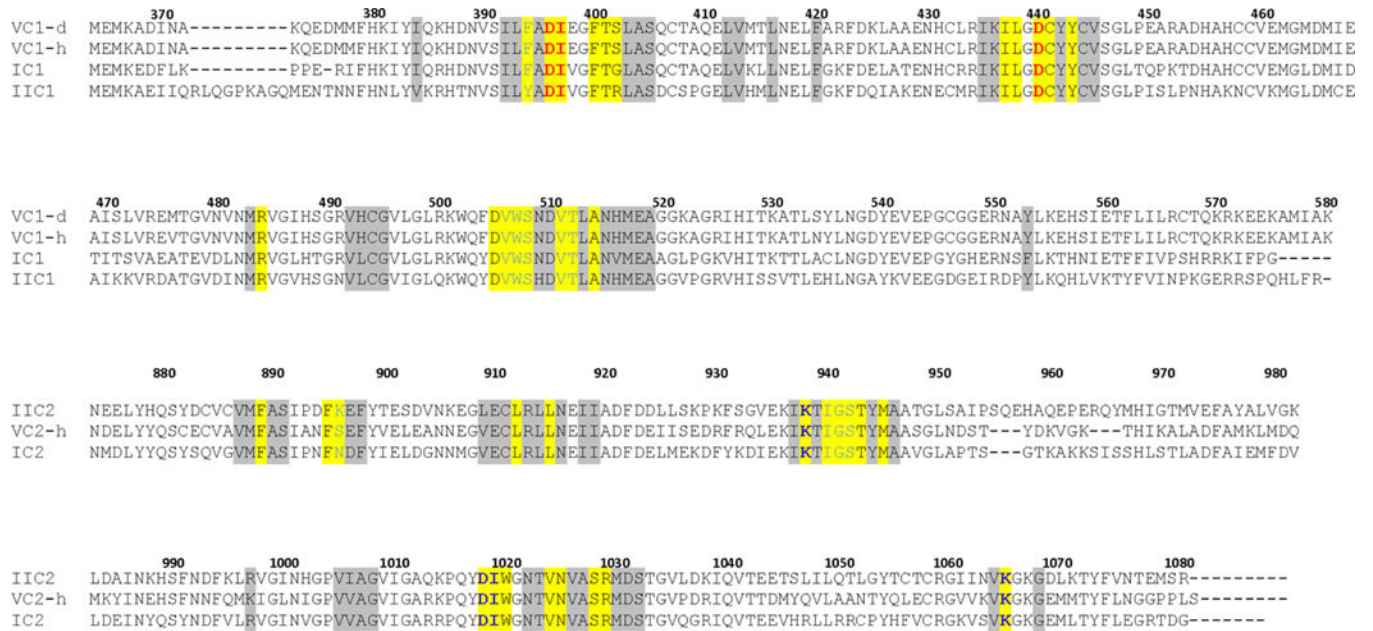 370 380 390 400 410 420 430 440 450 460
VC1-d MEMKADINA---------KQEDMMFHKIYIQKHDNVSILFADIEGFTSLASQCTAQELVMTLNELFARFDKLAAENHCLRIKILGDCYYCVSGLPEARADHAHCCVEMGMDMIE
VC1-h MEMKADINA---------KQEDMMFHKIYIQKHDNVSILFADIEGFTSLASQCTAQELVMTLNELFARFDKLAAENHCLRIKILGDCYYCVSGLPEARADHAHCCVEMGMDMIE
IC1 MEMKEDFLK---------PPE-RIFHKIYIQRHDNVSILFADIVGFTGLASQCTAQELVKLLNELFGKFDELATENHCRRIKILGDCYYCVSGLTQPKTDHAHCCVEMGLDMID
IIC1 MEMKAEIIQRLQGPKAGQMENTNNFHNLYVKRHTNVSILYADIVGFTRLASDCSPGELVHMLNELFGKFDQIAKENECMRIKILGDCYYCVSGLPISLPNHAKNCVKMGLDMCE
470 480 490 500 510 520 530 540 550 560 570 580
VC1-d AISLVREMTGVNVNMRVGIHSGRVHCGVLGLRKWQFDVWSNDVTLANHMEAGGKAGRIHITKATLSYLNGDYEVEPGCGGERNAYLKEHSIETFLILRCTQKRKEEKAMIAK
VC1-h AISLVREVTGVNVNMRVGIHSGRVHCGVLGLRKWQFDVWSNDVTLANHMEAGGKAGRIHITKATLNYLNGDYEVEPGCGGERNAYLKEHSIETFLILRCTQKRKEEKAMIAK
IC1 TITSVAEATEVDLNMRVGLHTGRVLCGVLGLRKWQYDVWSNDVTLANVMEAAGLPGKVHITKTTLACLNGDYEVEPGYGHERNSFLKTHNIETFFIVPSHRRKIFPG-----
IIC1 AIKKVRDATGVDINMRVGVHSGNVLCGVIGLQKWQYDVWSHDVTLANHMEAGGVPGRVHISSVTLEHLNGAYKVEEGDGEIRDPYLKQHLVKTYFVINPKGERRSPQHLFR-
880 890 900 910 920 930 940 950 960 970 982
IIC2 NEELYHQSYDCVCVMFASIPDFKEFYTESDVNKEGLECLRLLNEIIADFDDLLSKPKFSGVEKIKTIGSTYMAATGLSAIPSQEHAQEPERQYMHIGTMVEFAYALVGK
VC2-h NDELYYQSCECVAVMFASIANFSEFYVELEANNEGVECLRLLNEIIADFDEIISEDRFRQLEKIKTIGSTYMAASGLNDST---YDKVGK---THIKALADFAMKLMDQ
IC2 NMDLYYQSYSQVGVMFASIPNFNDFYIELDGNNMGVECLRLLNEIIADFDELMEKDFYKDIEKIKTIGSTYMAAVGLAPTS---GTKAKKSISSHLSTLADFAIEMFDV
990 1000 1010 1020 1030 1040 1050 1060 1070 1082
IIC2 LDAINKHSFNDFKLRVGINHGPVIAGVIGAQKPQYDIWGNTVNVASRMDSTGVLDKIQVTEETSLILQTLGYTCTCRGIINVKGKGDLKTYFVNTEMSR---------
VC2-h MKYINEHSFNNFQMKIGLNIGPVVAGVIGARKPQYDIWGNTVNVASRMDSTGVPDRIQVTTDMYQVLAANTYQLECRGVVKVKGKGEMMTYFLNGGPPLS--------
IC2 LDEINYQSYNDFVLRVGINVGPVVAGVIGARRPQYDIWGNTVNVASRMDSTGVQGRIQVTEEVHRLLRRCPYHFVCRGKVSVKGKGEMLTYFLEGRTDG-------